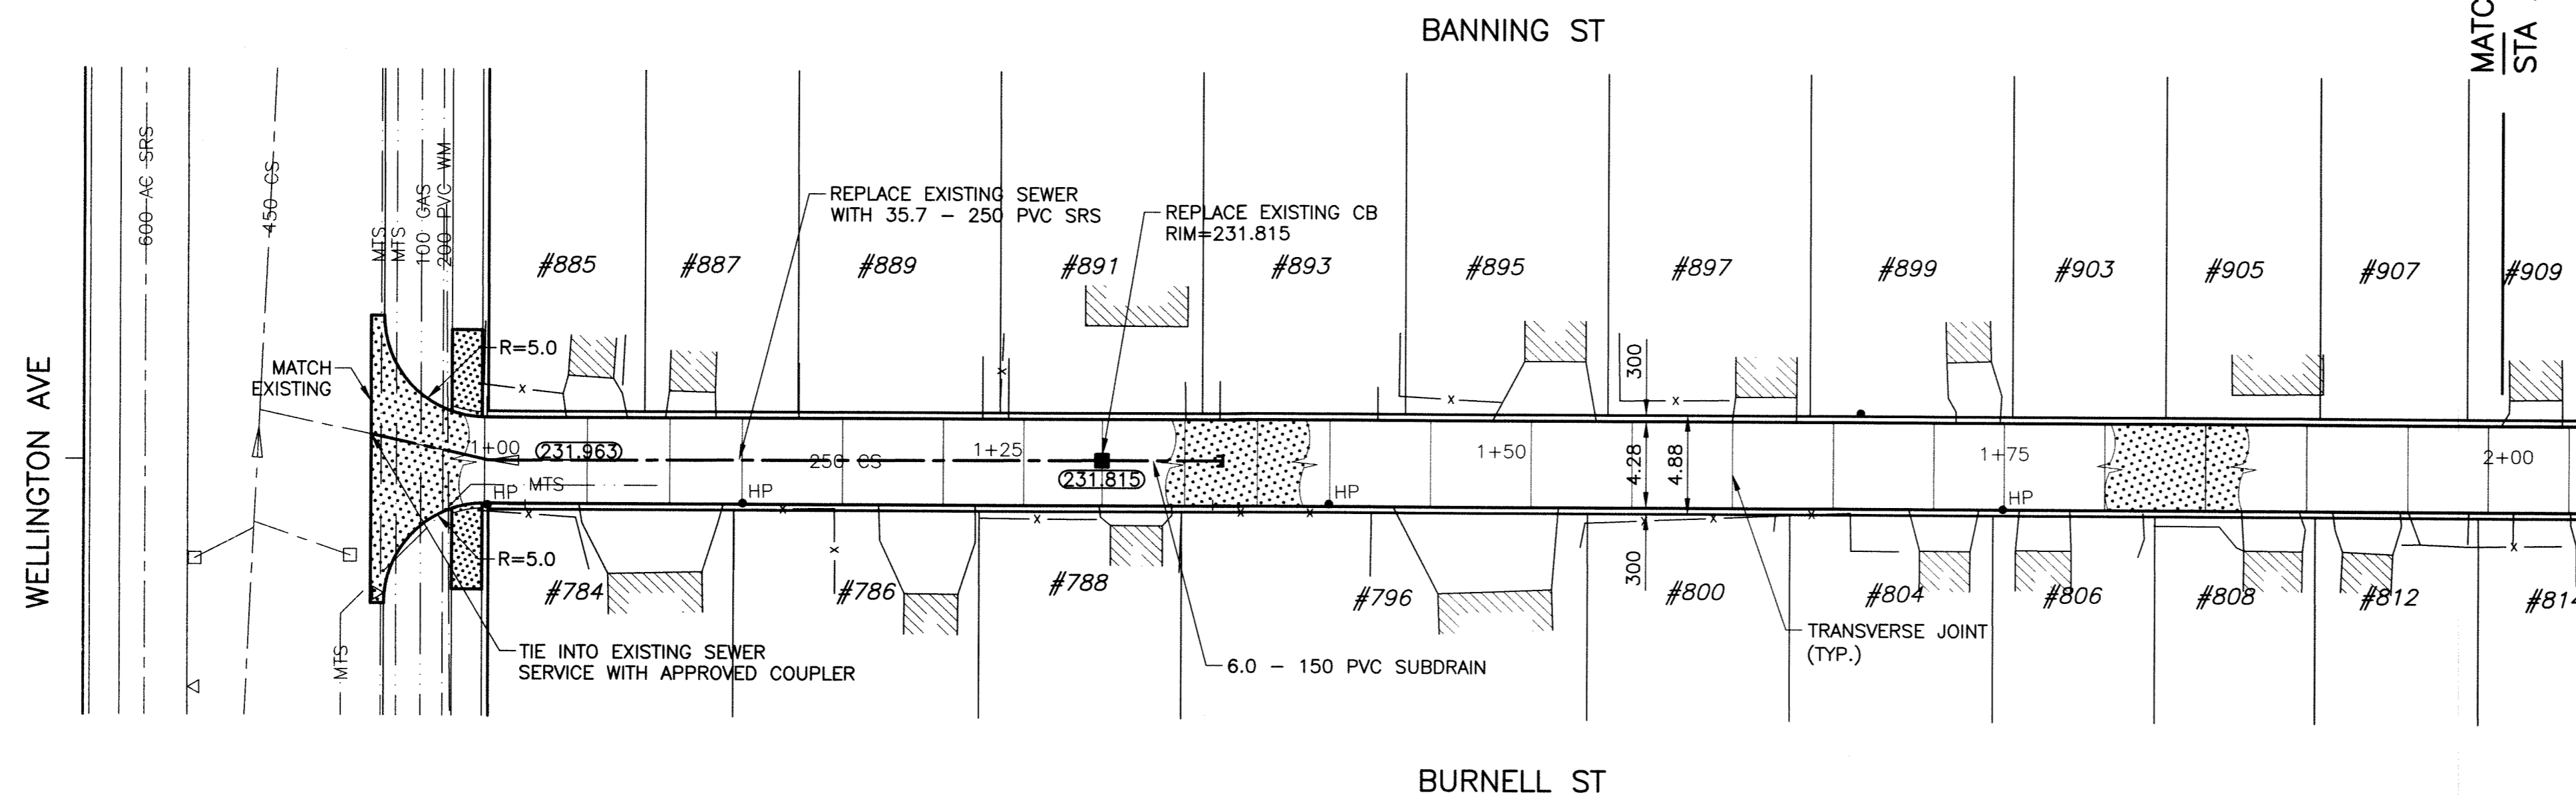 BANNING ST
MATC
STA
WELLINGTON AVE
600 AC SRS
450 CS
MTS
MTS
100 GAS
200 PVC WM
REPLACE EXISTING SEWER
WITH 35.7 - 250 PVC SRS
REPLACE EXISTING CB
RIM=231.815
#885
#887
#889
#891
#893
#895
#897
#899
#903
#905
#907
#909
MATCH
EXISTING
R=5.0
300
1+00
231.963
250 CS
1+25
231.815
1+50
4.28
4.88
1+75
2+00
MTS
HP
HP
HP
HP
R=5.0
300
#784
#786
#788
#796
#800
#804
#806
#808
#812
#814
MTS
TIE INTO EXISTING SEWER
SERVICE WITH APPROVED COUPLER
6.0 - 150 PVC SUBDRAIN
TRANSVERSE JOINT
(TYP.)
BURNELL ST